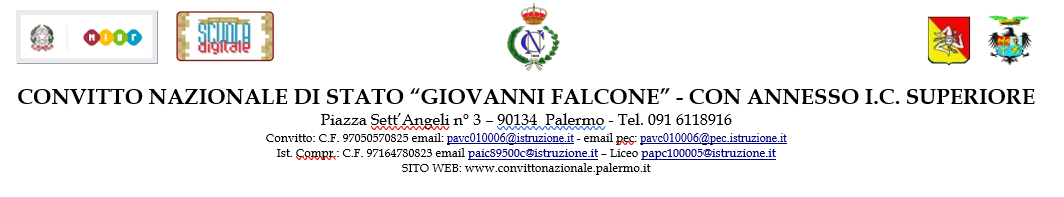 MIUR
SCUOLA
digitale
CN
CONVITTO NAZIONALE DI STATO “GIOVANNI FALCONE” - CON ANNESSO I.C. SUPERIORE
Piazza Sett’Angeli n° 3 – 90134 Palermo - Tel. 091 6118916
Convitto: C.F. 97050570825 email: pavc010006@istruzione.it - email pec: pavc010006@pec.istruzione.it
Ist. Compr.: C.F. 97164780823 email paic89500c@istruzione.it – Liceo papc100005@istruzione.it
SITO WEB: www.convittonazionale.palermo.it